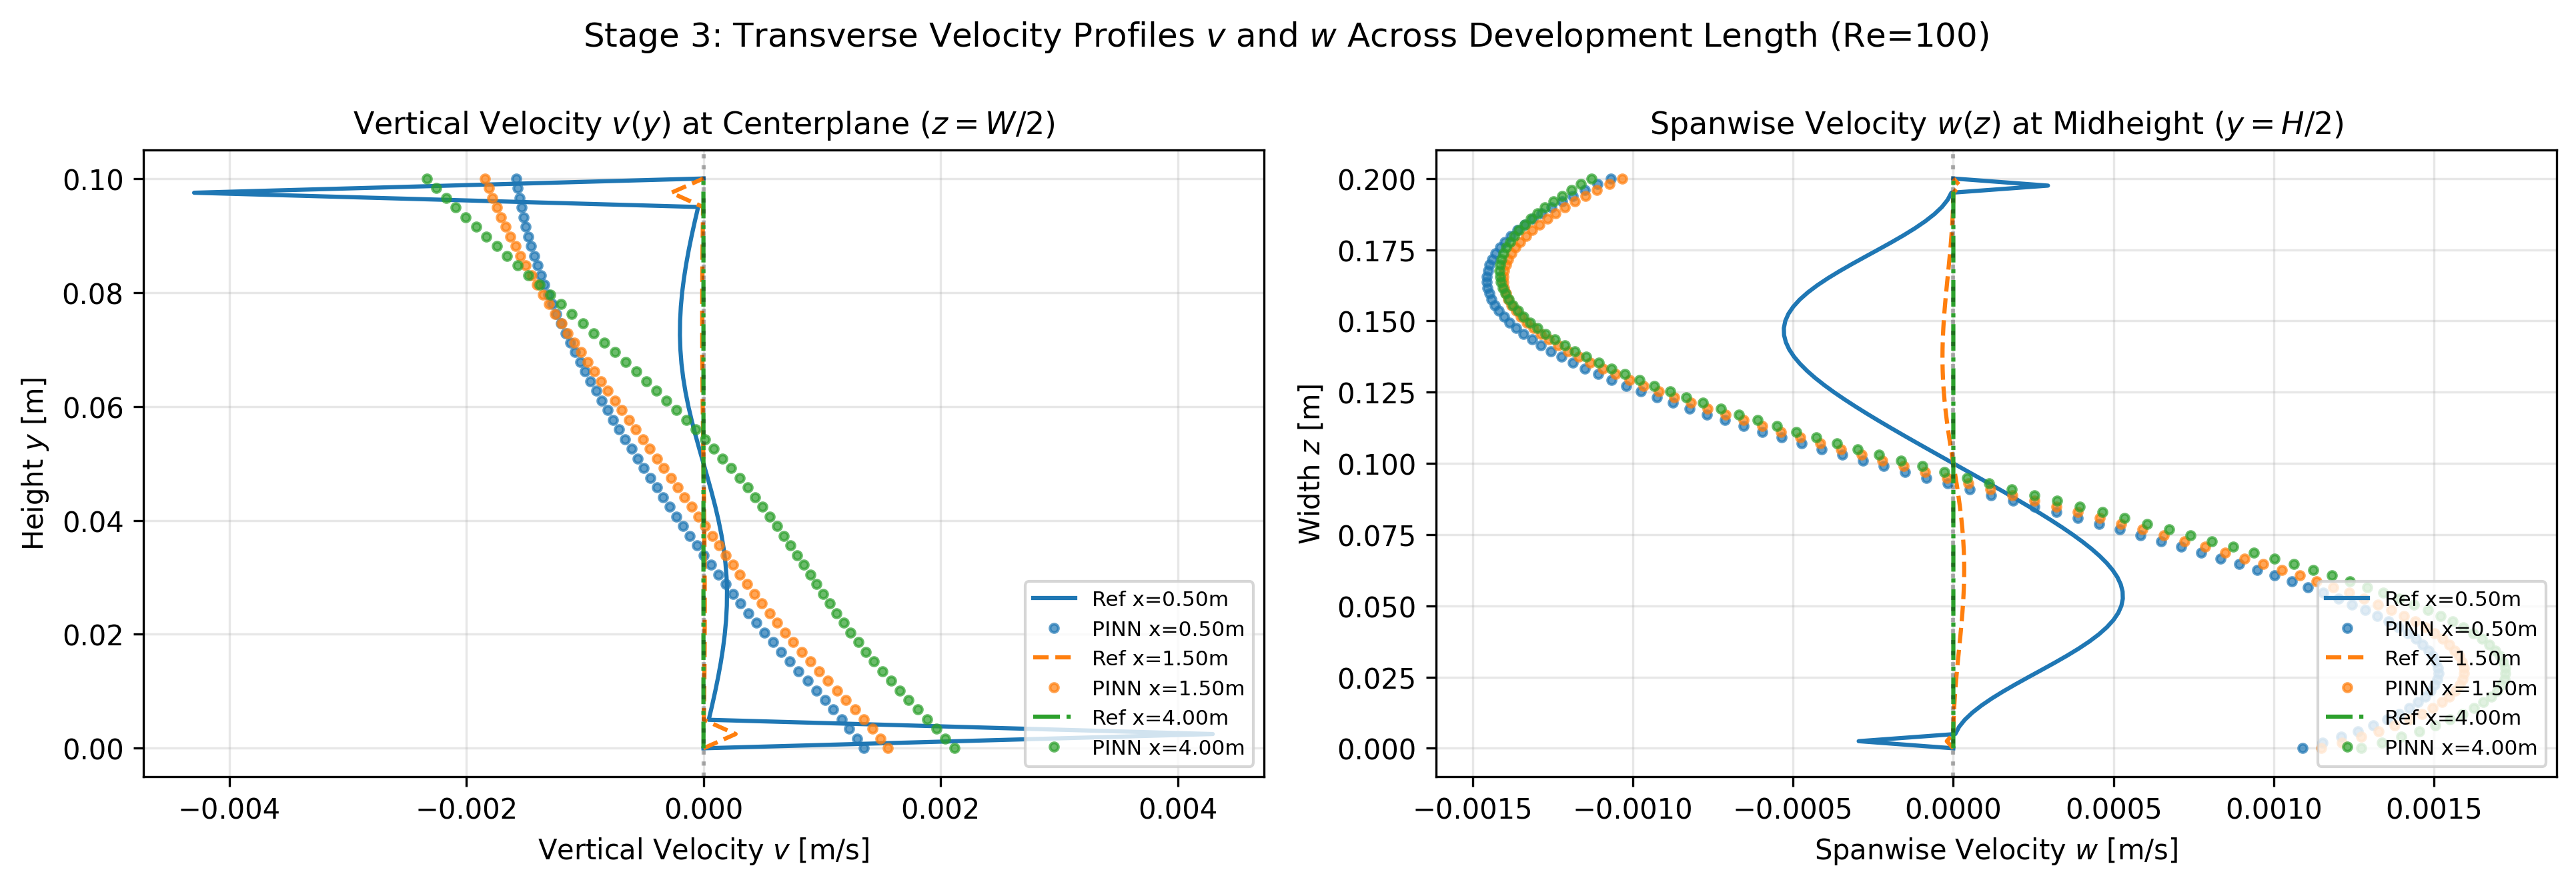 Stage 3: Transverse Velocity Profiles v and w Across Development Length (Re=100)
Vertical Velocity v(y) at Centerplane (z = W/2)
Height y [m]
0.10
0.08
0.06
0.04
0.02
0.00
Ref x=0.50m
PINN x=0.50m
Ref x=1.50m
PINN x=1.50m
Ref x=4.00m
PINN x=4.00m
−0.004 −0.002 0.000 0.002 0.004
Vertical Velocity v [m/s]
Spanwise Velocity w(z) at Midheight (y = H/2)
Width z [m]
0.200
0.175
0.150
0.125
0.100
0.075
0.050
0.025
0.000
Ref x=0.50m
PINN x=0.50m
Ref x=1.50m
PINN x=1.50m
Ref x=4.00m
PINN x=4.00m
−0.0015 −0.0010 −0.0005 0.0000 0.0005 0.0010 0.0015
Spanwise Velocity w [m/s]